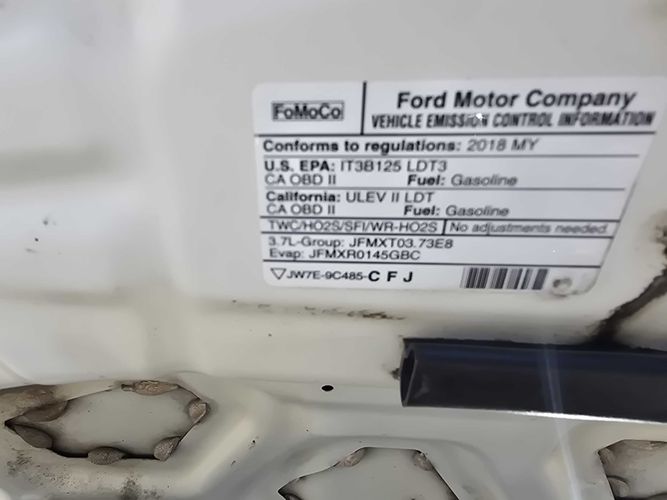 FoMoCo
Ford Motor Company
VEHICLE EMISSION CONTROL INFORMATION
Conforms to regulations: 2018 MY
U.S. EPA: IT3B125 LDT3
CA OBD II Fuel: Gasoline
California: ULEV II LDT
CA OBD II Fuel: Gasoline
TWC/HO2S/SFI/WR-HO2S No adjustments needed.
3.7L-Group: JFMXT03.73E8
Evap: JFMXR0145GBC
JW7E-9C485-C F J